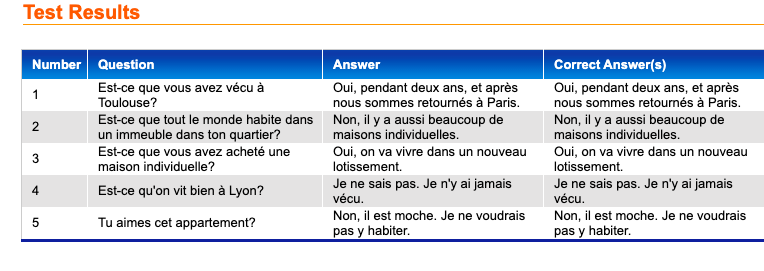 Test Results
Number Question Answer Correct Answer(s)
1 Est-ce que vous avez vécu à Toulouse? Oui, pendant deux ans, et après nous sommes retournés à Paris. Oui, pendant deux ans, et après nous sommes retournés à Paris.
2 Est-ce que tout le monde habite dans un immeuble dans ton quartier? Non, il y a aussi beaucoup de maisons individuelles. Non, il y a aussi beaucoup de maisons individuelles.
3 Est-ce que vous avez acheté une maison individuelle? Oui, on va vivre dans un nouveau lotissement. Oui, on va vivre dans un nouveau lotissement.
4 Est-ce qu'on vit bien à Lyon? Je ne sais pas. Je n'y ai jamais vécu. Je ne sais pas. Je n'y ai jamais vécu.
5 Tu aimes cet appartement? Non, il est moche. Je ne voudrais pas y habiter. Non, il est moche. Je ne voudrais pas y habiter.